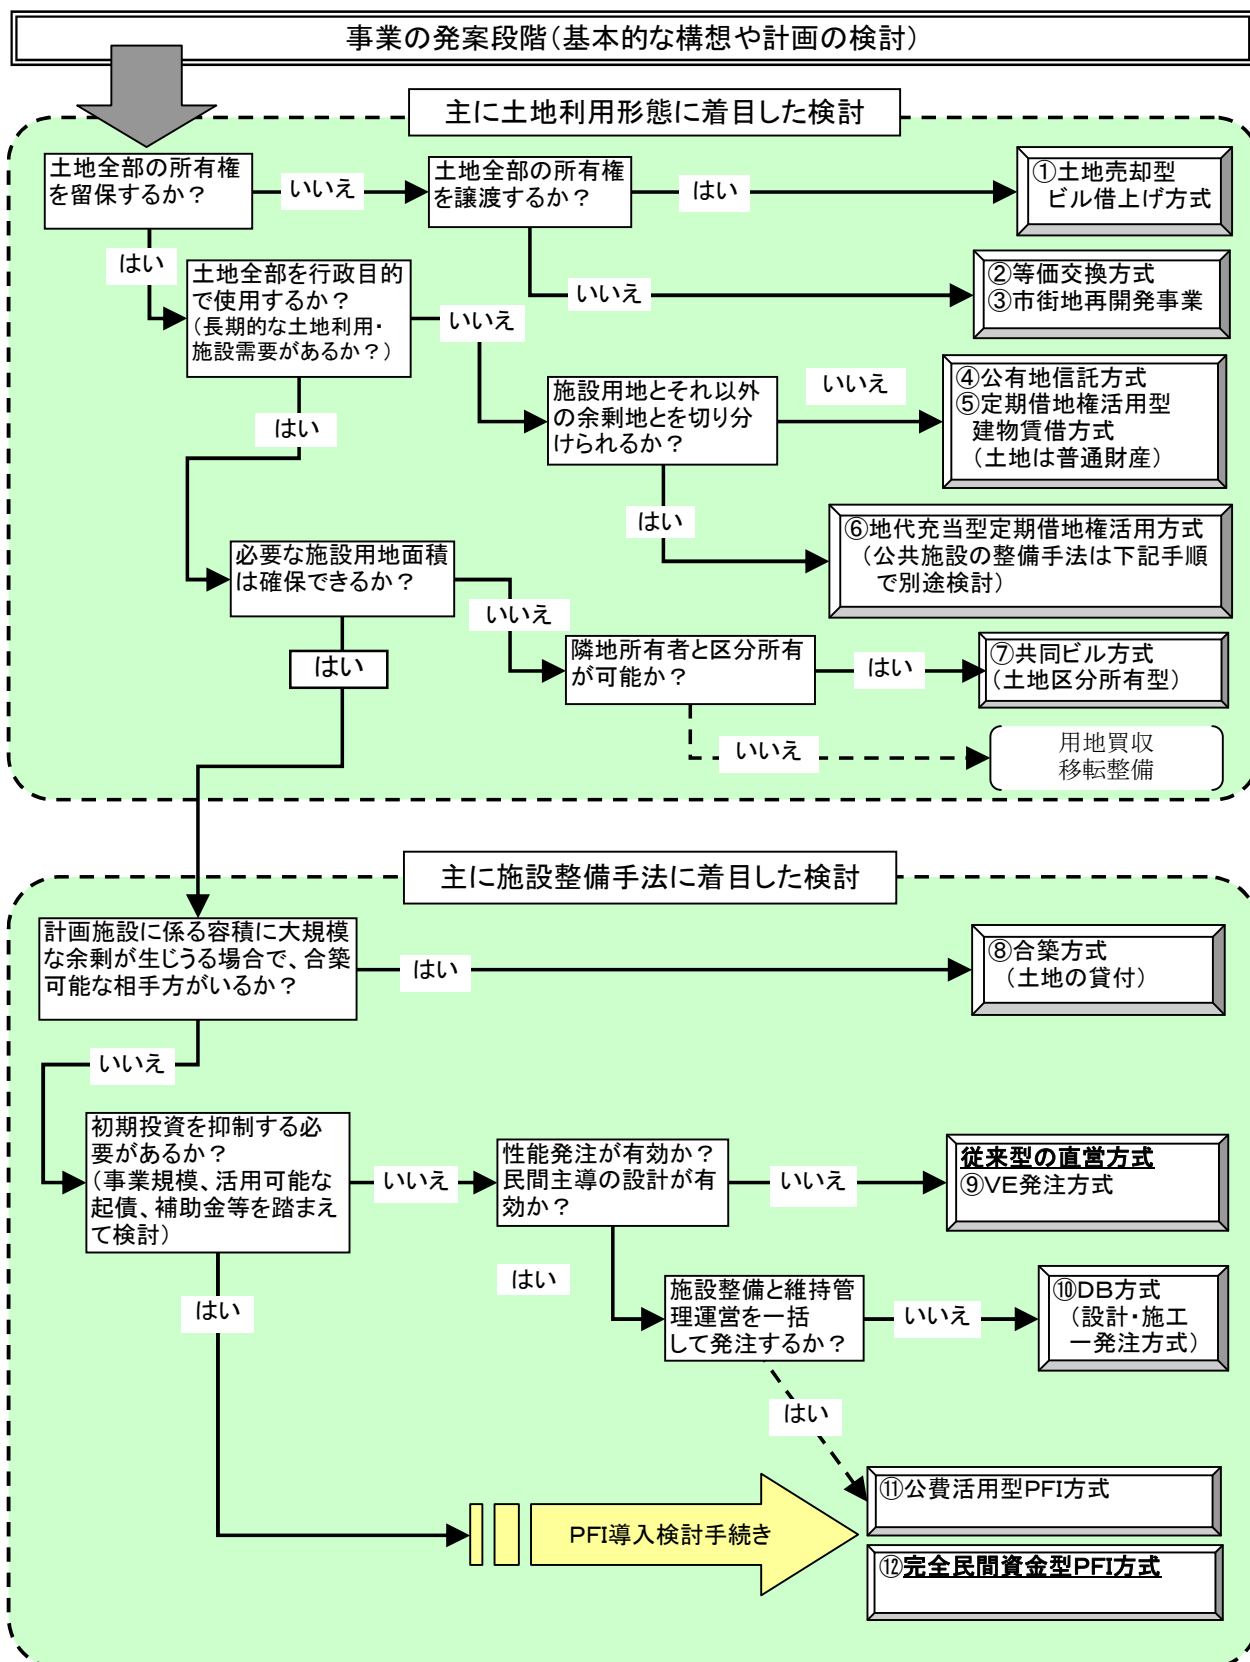 事業の発案段階(基本的な構想や計画の検討)
主に土地利用形態に着目した検討
土地全部の所有権
を留保するか？
いいえ
土地全部の所有権
を譲渡するか？
はい
①土地売却型
ビル借上げ方式
はい
土地全部を行政目的
で使用するか？
(長期的な土地利用・
施設需要があるか？)
いいえ
②等価交換方式
③市街地再開発事業
いいえ
施設用地とそれ以外
の余剰地とを切り分
けられるか？
いいえ
④公有地信託方式
⑤定期借地権活用型
建物賃借方式
(土地は普通財産)
はい
はい
⑥地代充当型定期借地権活用方式
(公共施設の整備手法は下記手順
で別途検討)
必要な施設用地面積
は確保できるか？
いいえ
はい
隣地所有者と区分所有
が可能か？
はい
⑦共同ビル方式
(土地区分所有型)
いいえ
用地買収
移転整備
主に施設整備手法に着目した検討
計画施設に係る容積に大規模
な余剰が生じうる場合で、合築
可能な相手方がいるか？
はい
⑧合築方式
(土地の貸付)
いいえ
初期投資を抑制する必
要があるか？
(事業規模、活用可能な
起債、補助金等を踏まえ
て検討)
いいえ
性能発注が有効か？
民間主導の設計が有
効か？
いいえ
従来型の直営方式
⑨VE発注方式
はい
はい
施設整備と維持管
理運営を一括
して発注するか？
いいえ
⑩DB方式
(設計・施工
一発注方式)
はい
PFI導入検討手続き
⑪公費活用型PFI方式
⑫完全民間資金型PFI方式